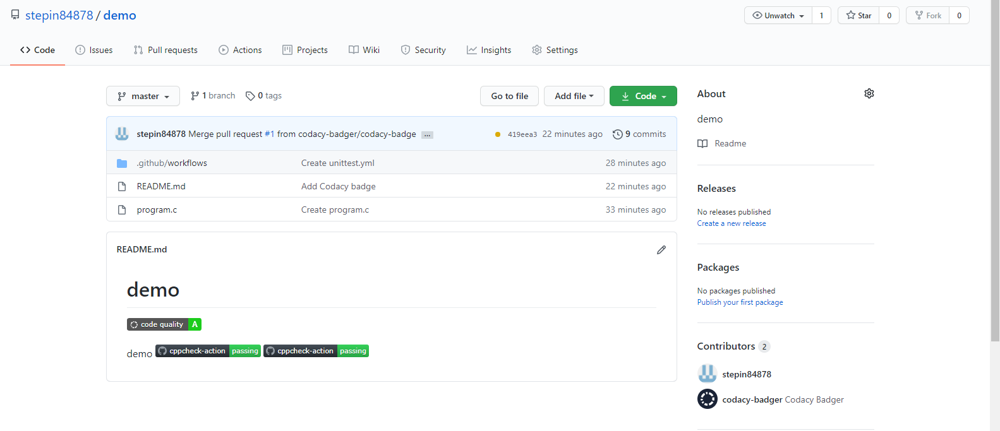 stepin84878 / demo
Unwatch 1 Star 0 Fork 0
Code Issues Pull requests Actions Projects Wiki Security Insights Settings
master 1 branch 0 tags Go to file Add file Code
stepin84878 Merge pull request #1 from codacy-badger/codacy-badge ... 419eea3 22 minutes ago 9 commits
.github/workflows Create unittest.yml 28 minutes ago
README.md Add Codacy badge 22 minutes ago
program.c Create program.c 33 minutes ago
README.md
demo
code quality A
demo cppcheck-action passing cppcheck-action passing
About
demo
Readme
Releases
No releases published
Create a new release
Packages
No packages published
Publish your first package
Contributors 2
stepin84878
codacy-badger Codacy Badger